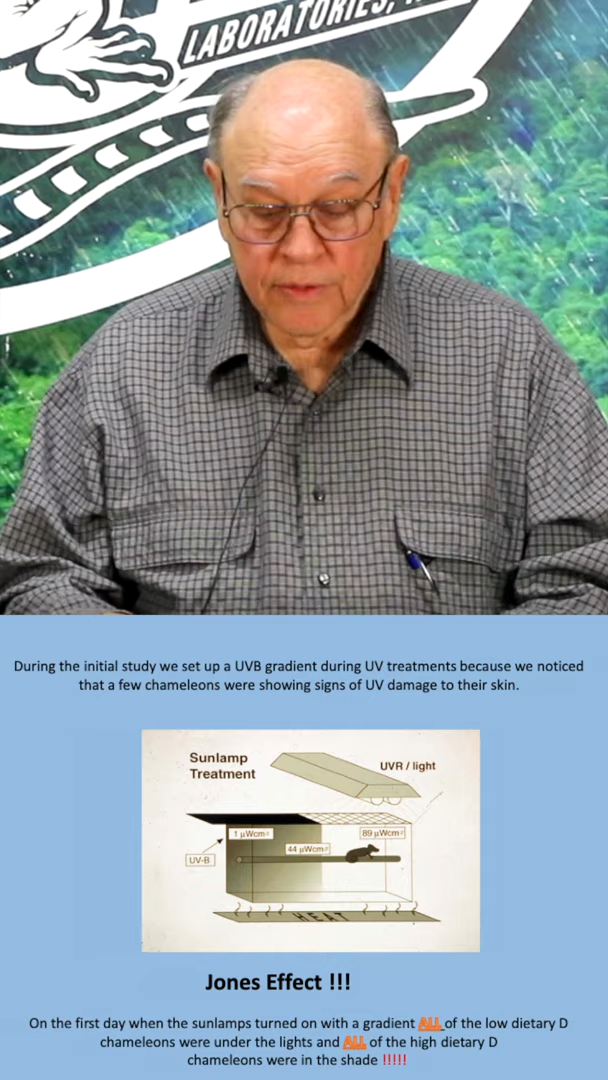 LABORATORIES,
During the initial study we set up a UVB gradient during UV treatments because we noticed
that a few chameleons were showing signs of UV damage to their skin.
Sunlamp
Treatment
UVR / light
1 µWcm²
89 µWcm²
44 µWcm²
UV-B
HEAT
Jones Effect !!!
On the first day when the sunlamps turned on with a gradient ALL of the low dietary D
chameleons were under the lights and ALL of the high dietary D
chameleons were in the shade !!!!!